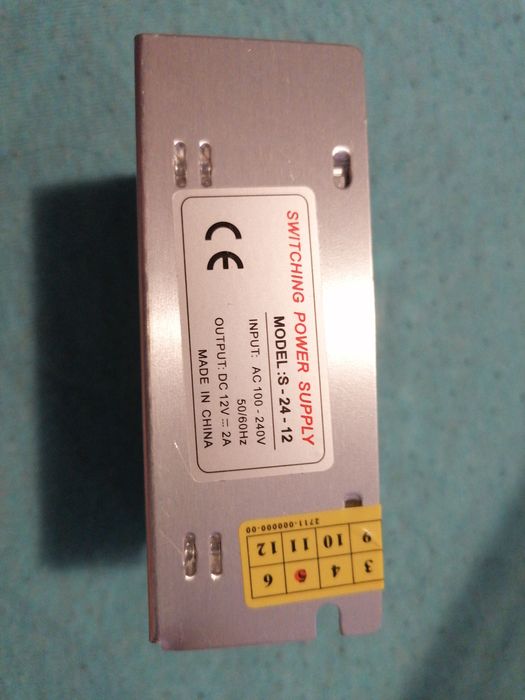 SWITCHING POWER SUPPLY
MODEL :S - 24 - 12
INPUT: AC 100 - 240V
50/60Hz
OUTPUT: DC 12V ⎓ 2A
MADE IN CHINA
CE
3 4 5 6
9 10 11 12
2711-000000-00